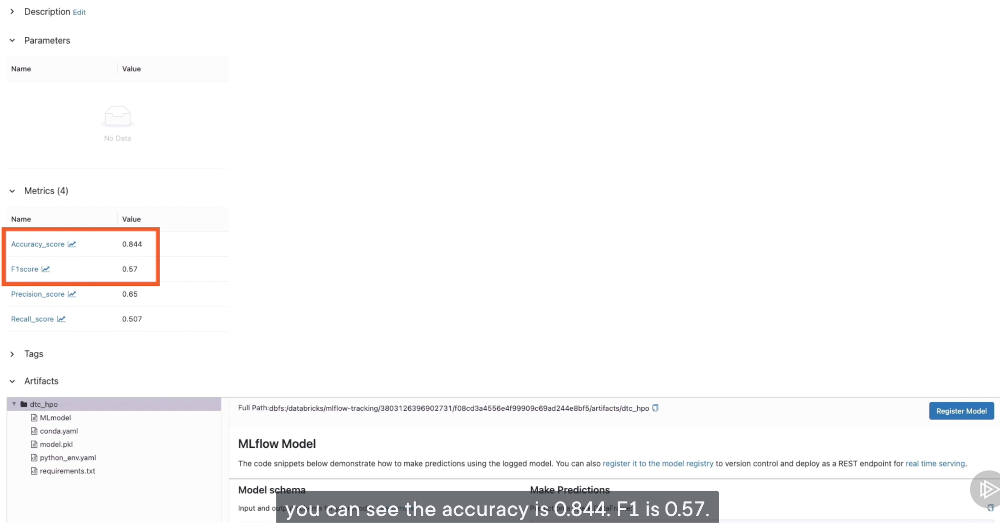 Description Edit
Parameters
Name Value
No Data
Metrics (4)
Name Value
Accuracy_score 0.844
F1score 0.57
Precision_score 0.65
Recall_score 0.507
Tags
Artifacts
dtc_hpo
MLmodel
conda.yaml
model.pkl
python_env.yaml
requirements.txt
Full Path:dbfs:/databricks/mlflow-tracking/3803126396902731/f08cd3a4556e4f99909c69ad244e8bf5/artifacts/dtc_hpo
Register Model
MLflow Model
The code snippets below demonstrate how to make predictions using the logged model. You can also register it to the model registry to version control and deploy as a REST endpoint for real time serving.
Model schema
Input and output schema for your model.
Make Predictions
you can see the accuracy is 0.844. F1 is 0.57.